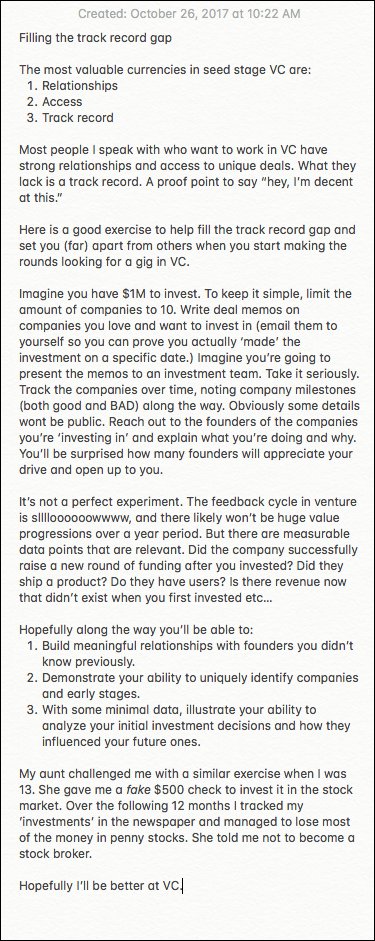 Created: October 26, 2017 at 10:22 AM
Filling the track record gap
The most valuable currencies in seed stage VC are:
1. Relationships
2. Access
3. Track record
Most people I speak with who want to work in VC have
strong relationships and access to unique deals. What they
lack is a track record. A proof point to say “hey, I’m decent
at this.”
Here is a good exercise to help fill the track record gap and
set you (far) apart from others when you start making the
rounds looking for a gig in VC.
Imagine you have $1M to invest. To keep it simple, limit the
amount of companies to 10. Write deal memos on
companies you love and want to invest in (email them to
yourself so you can prove you actually ‘made’ the
investment on a specific date.) Imagine you’re going to
present the memos to an investment team. Take it seriously.
Track the companies over time, noting company milestones
(both good and BAD) along the way. Obviously some details
wont be public. Reach out to the founders of the companies
you’re ‘investing in’ and explain what you’re doing and why.
You’ll be surprised how many founders will appreciate your
drive and open up to you.
It’s not a perfect experiment. The feedback cycle in venture
is slllloooooowwww, and there likely won’t be huge value
progressions over a year period. But there are measurable
data points that are relevant. Did the company successfully
raise a new round of funding after you invested? Did they
ship a product? Do they have users? Is there revenue now
that didn’t exist when you first invested etc...
Hopefully along the way you’ll be able to:
1. Build meaningful relationships with founders you didn’t
know previously.
2. Demonstrate your ability to uniquely identify companies
and early stages.
3. With some minimal data, illustrate your ability to
analyze your initial investment decisions and how they
influenced your future ones.
My aunt challenged me with a similar exercise when I was
13. She gave me a fake $500 check to invest it in the stock
market. Over the following 12 months I tracked my
‘investments’ in the newspaper and managed to lose most
of the money in penny stocks. She told me not to become a
stock broker.
Hopefully I’ll be better at VC.